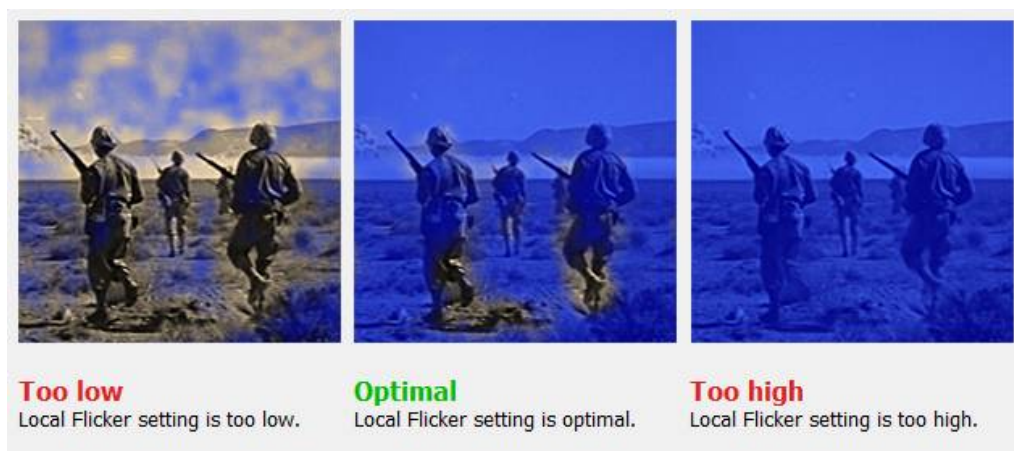 Too low
Local Flicker setting is too low.
Optimal
Local Flicker setting is optimal.
Too high
Local Flicker setting is too high.